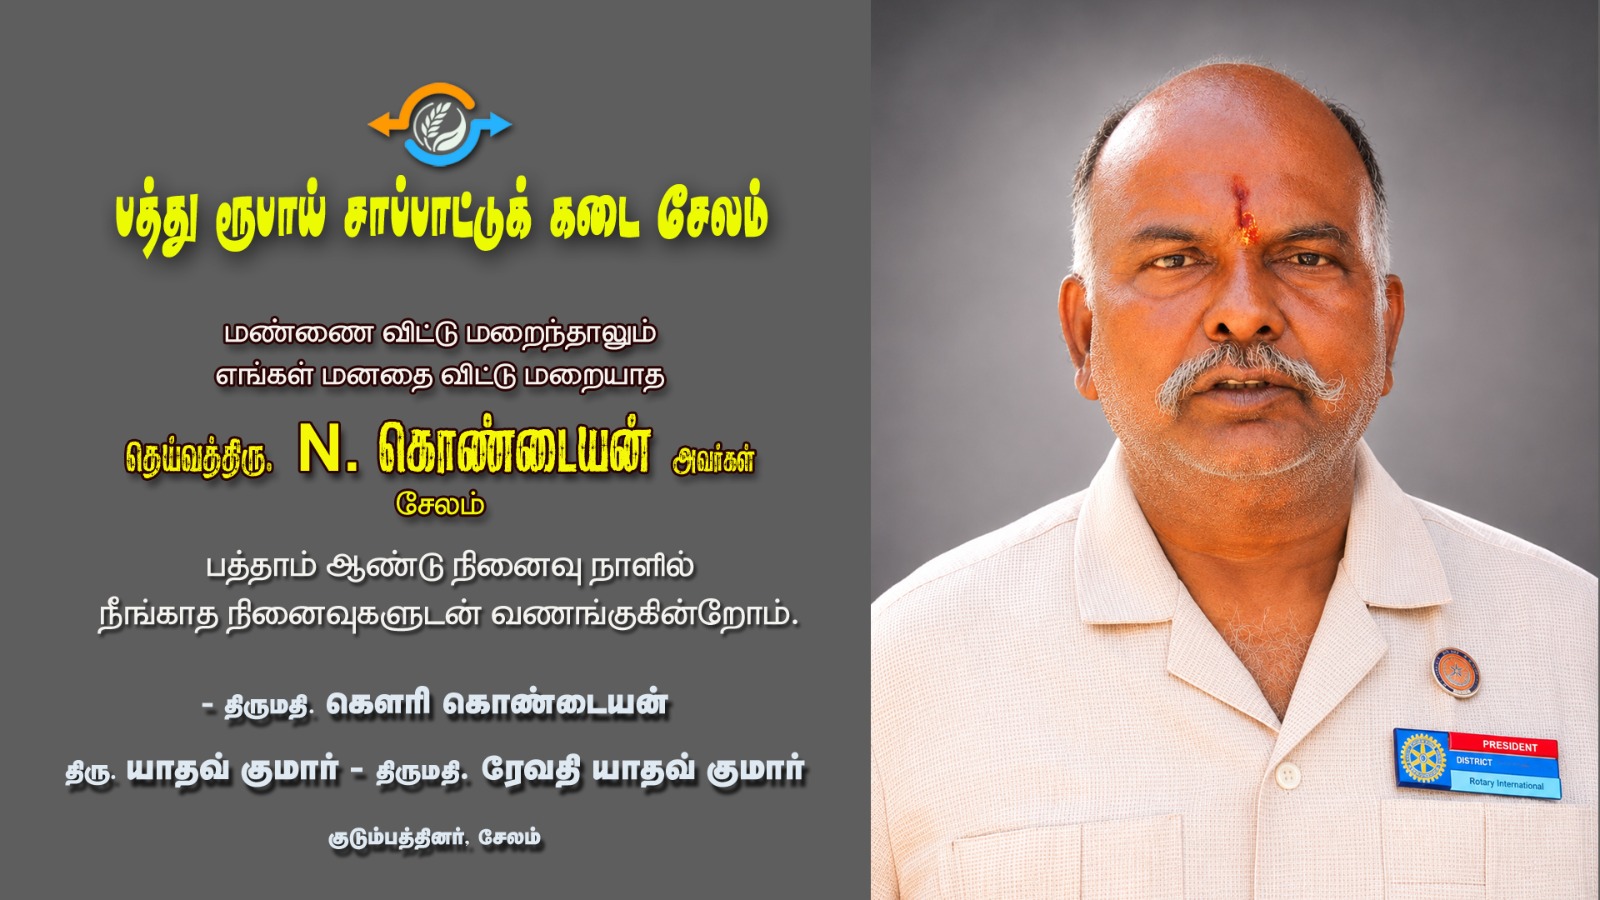 பத்து ரூபாய் சாப்பாட்டுக் கடை சேலம்
மண்ணை விட்டு மறைந்தாலும்
எங்கள் மனதை விட்டு மறையாத
தெய்வத்திரு. N. கொண்டையன் அவர்கள்
சேலம்
பத்தாம் ஆண்டு நினைவு நாளில்
நீங்காத நினைவுகளுடன் வணங்குகின்றோம்.
- திருமதி. கௌரி கொண்டையன்
திரு. யாதவ் குமார் - திருமதி. ரேவதி யாதவ் குமார்
குடும்பத்தினர், சேலம்
PRESIDENT
DISTRICT
Rotary International